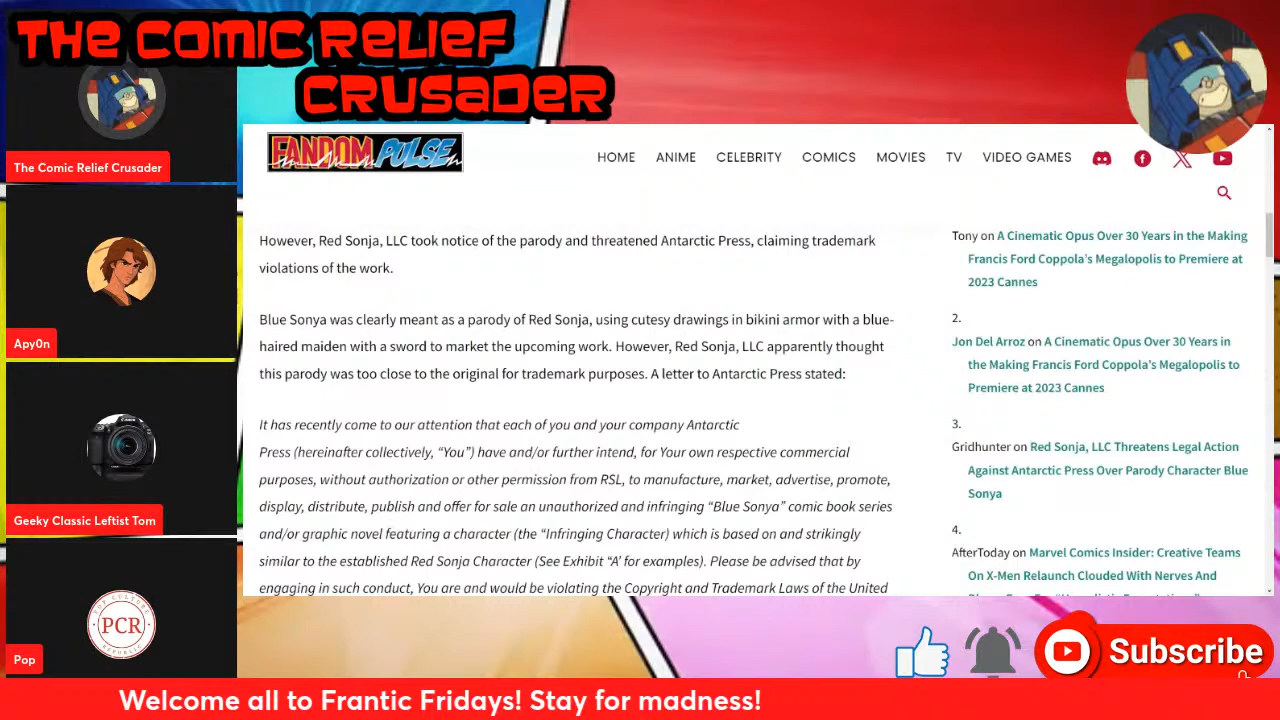 THE COMIC RELIEF
CRUSADER
The Comic Relief Crusader
Apy0n
Geeky Classic Leftist Tom
POP CULTURE
PCR
REPUBLIC
Pop
FANDOM PULSE
HOME ANIME CELEBRITY COMICS MOVIES TV VIDEO GAMES
However, Red Sonja, LLC took notice of the parody and threatened Antarctic Press, claiming trademark
violations of the work.
Blue Sonya was clearly meant as a parody of Red Sonja, using cutesy drawings in bikini armor with a blue-
haired maiden with a sword to market the upcoming work. However, Red Sonja, LLC apparently thought
this parody was too close to the original for trademark purposes. A letter to Antarctic Press stated:
It has recently come to our attention that each of you and your company Antarctic
Press (hereinafter collectively, “You”) have and/or further intend, for Your own respective commercial
purposes, without authorization or other permission from RSL, to manufacture, market, advertise, promote,
display, distribute, publish and offer for sale an unauthorized and infringing “Blue Sonya” comic book series
and/or graphic novel featuring a character (the “Infringing Character) which is based on and strikingly
similar to the established Red Sonja Character (See Exhibit “A’ for examples). Please be advised that by
engaging in such conduct, You are and would be violating the Copyright and Trademark Laws of the United
Tony on A Cinematic Opus Over 30 Years in the Making
Francis Ford Coppola’s Megalopolis to Premiere at
2023 Cannes
2.
Jon Del Arroz on A Cinematic Opus Over 30 Years in
the Making Francis Ford Coppola’s Megalopolis to
Premiere at 2023 Cannes
3.
Gridhunter on Red Sonja, LLC Threatens Legal Action
Against Antarctic Press Over Parody Character Blue
Sonya
4.
AfterToday on Marvel Comics Insider: Creative Teams
On X-Men Relaunch Clouded With Nerves And
Subscribe
Welcome all to Frantic Fridays! Stay for madness!